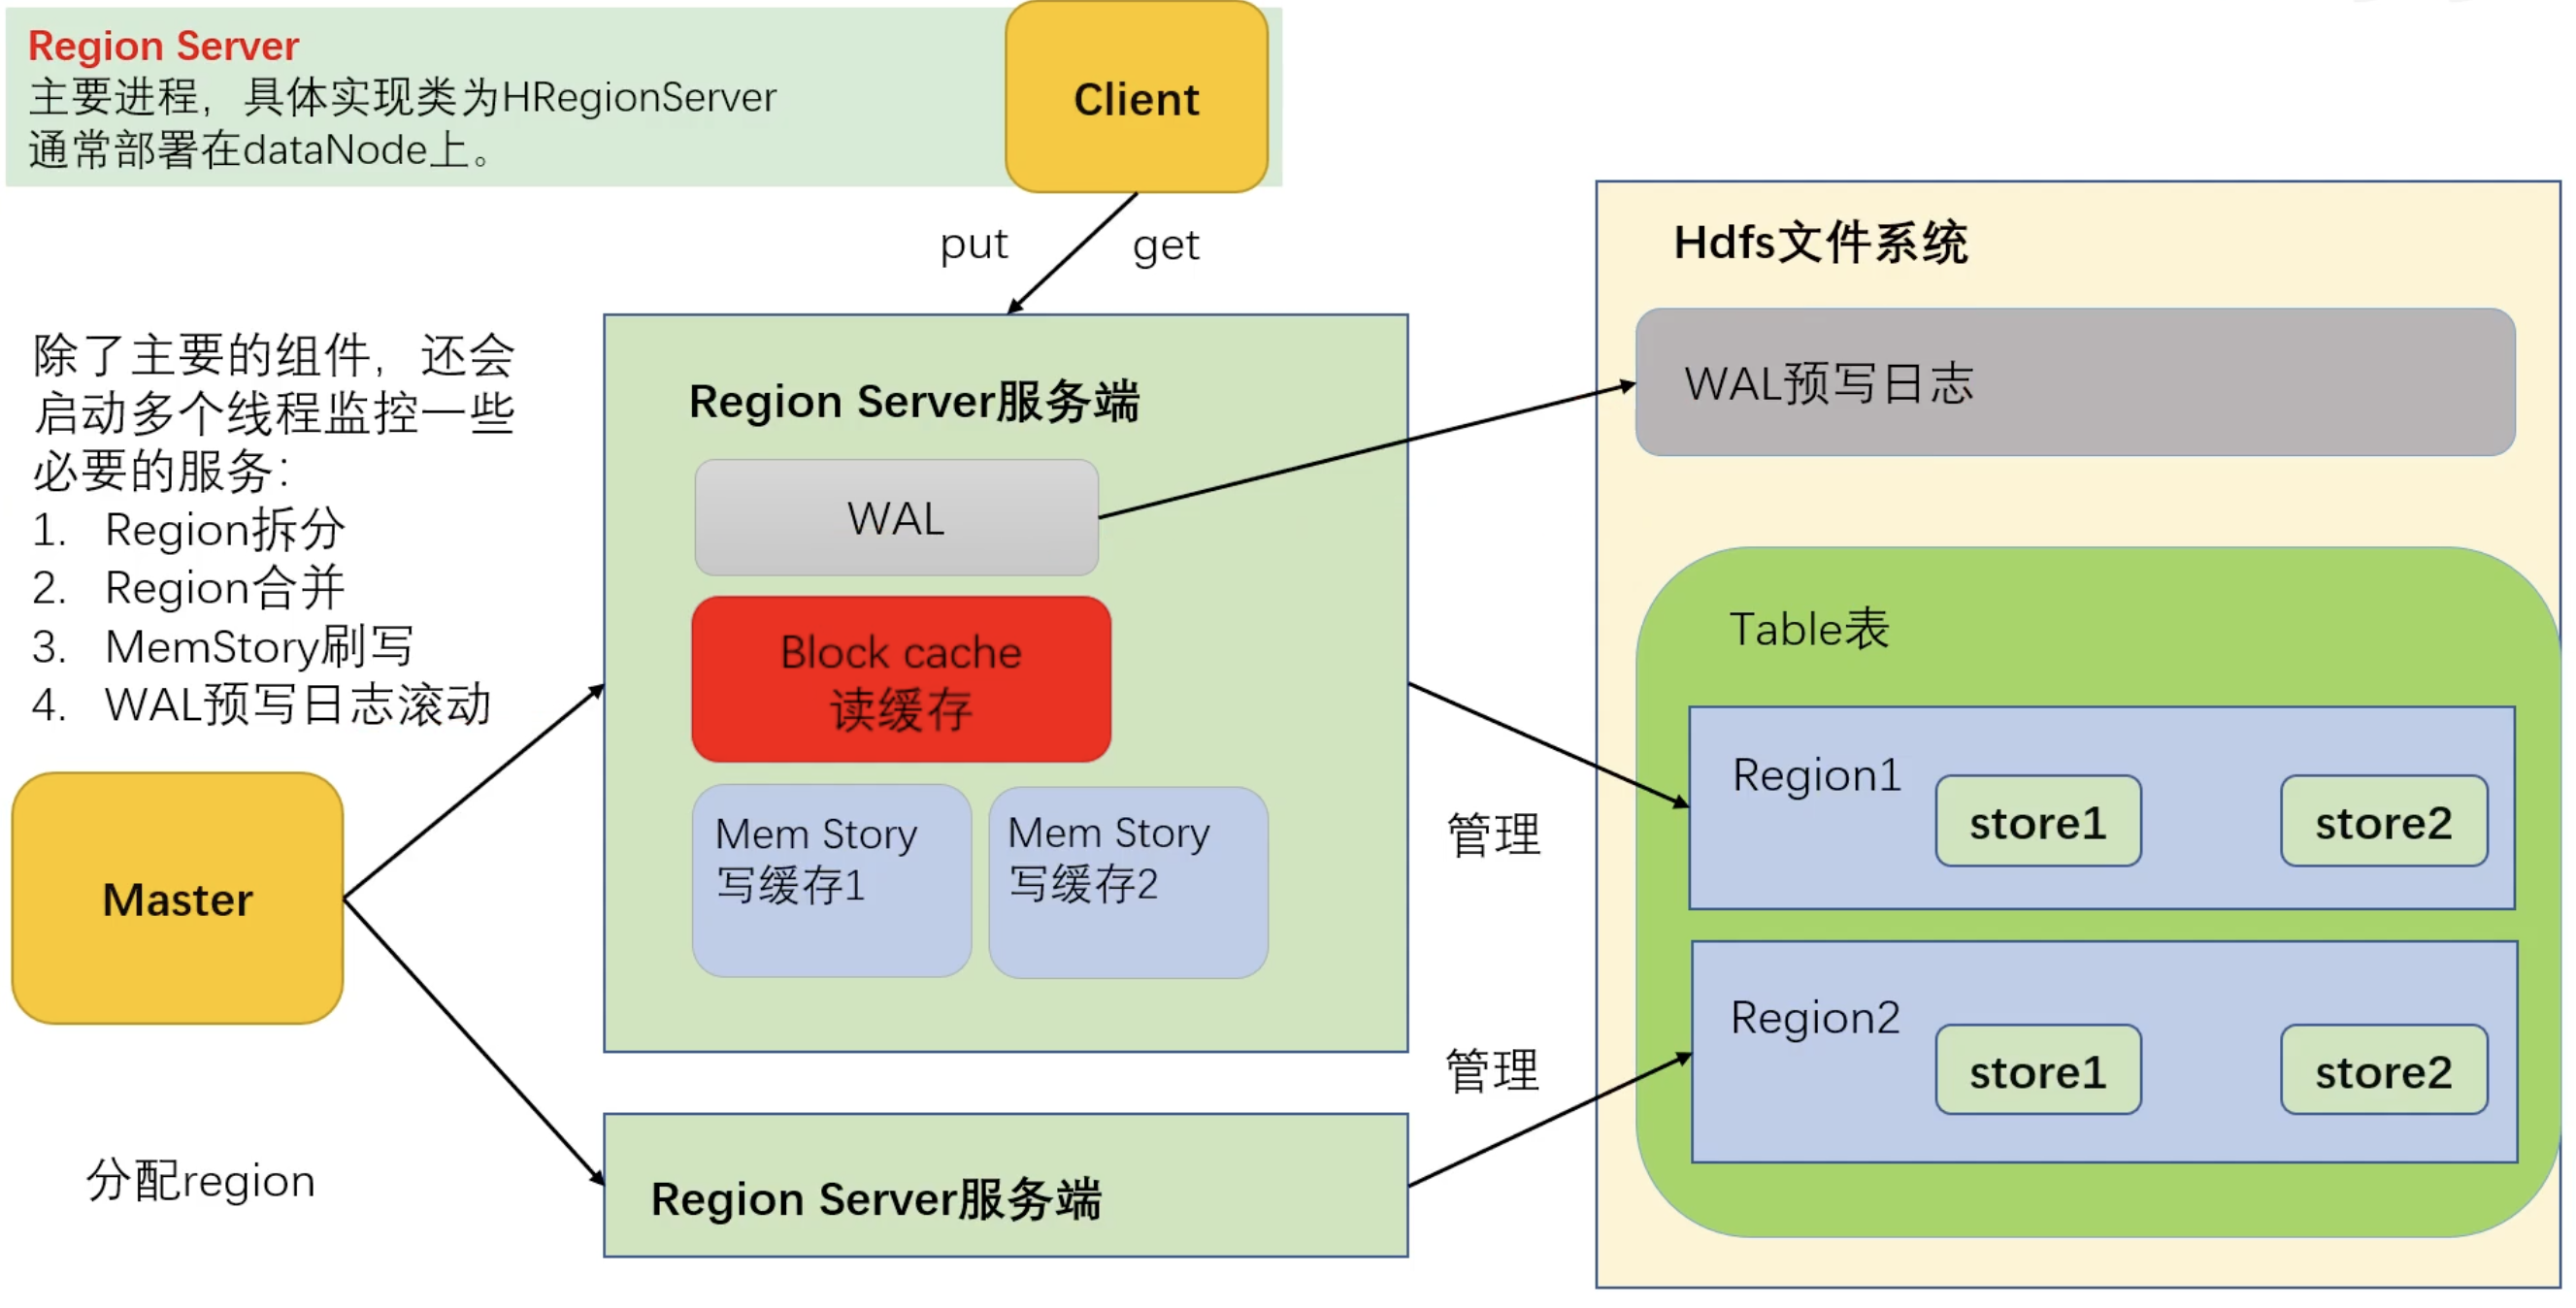 Region Server
主要进程，具体实现类为HRegionServer
通常部署在dataNode上。
Client
put
get
除了主要的组件，还会
启动多个线程监控一些
必要的服务：
1. Region拆分
2. Region合并
3. MemStory刷写
4. WAL预写日志滚动
Master
分配region
Region Server服务端
WAL
Block cache
读缓存
Mem Story
写缓存1
Mem Story
写缓存2
Region Server服务端
管理
管理
Hdfs文件系统
WAL预写日志
Table表
Region1
store1
store2
Region2
store1
store2